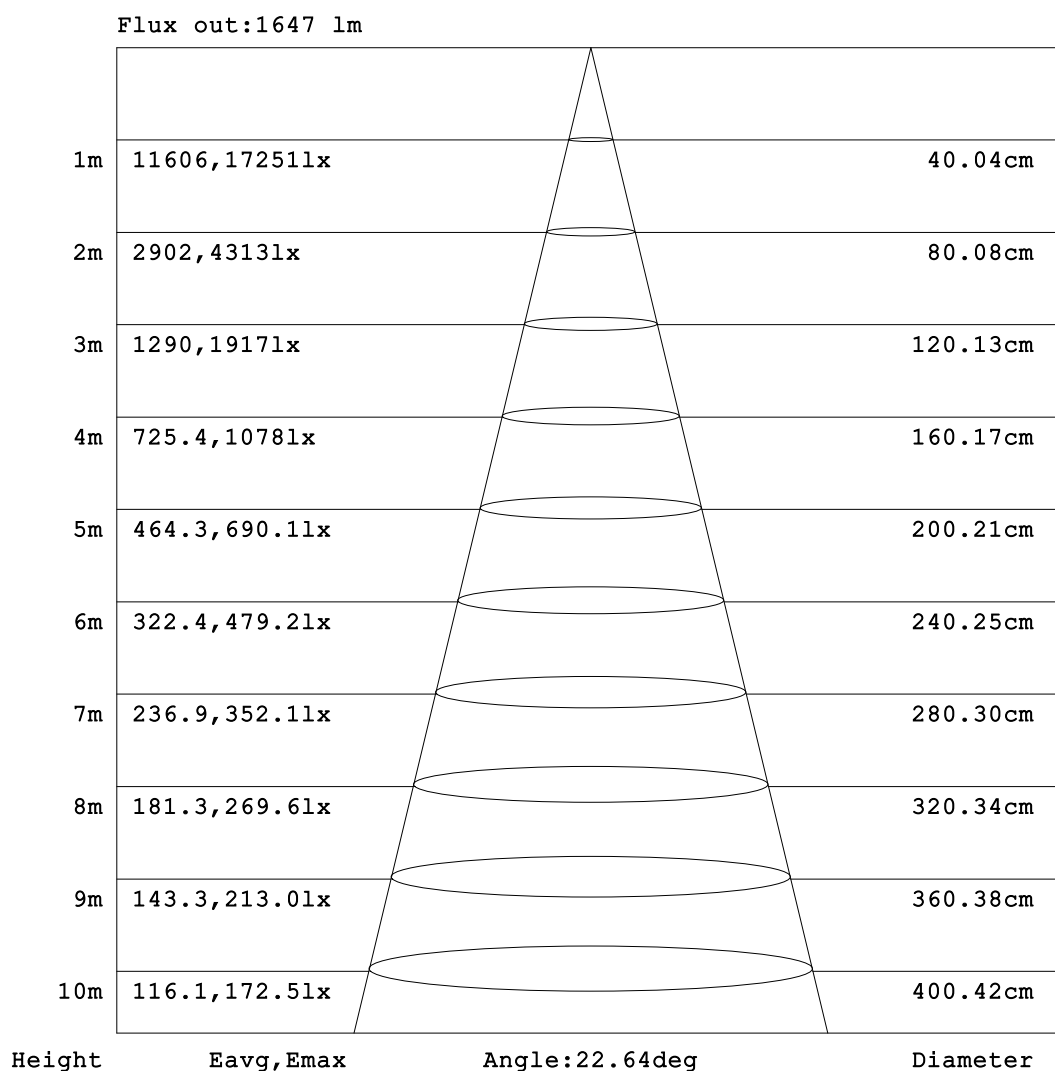 Flux out:1647 lm
1m 11606,17251lx 40.04cm
2m 2902,4313lx 80.08cm
3m 1290,1917lx 120.13cm
4m 725.4,1078lx 160.17cm
5m 464.3,690.1lx 200.21cm
6m 322.4,479.2lx 240.25cm
7m 236.9,352.1lx 280.30cm
8m 181.3,269.6lx 320.34cm
9m 143.3,213.0lx 360.38cm
10m 116.1,172.5lx 400.42cm
Height Eavg,Emax Angle:22.64deg Diameter